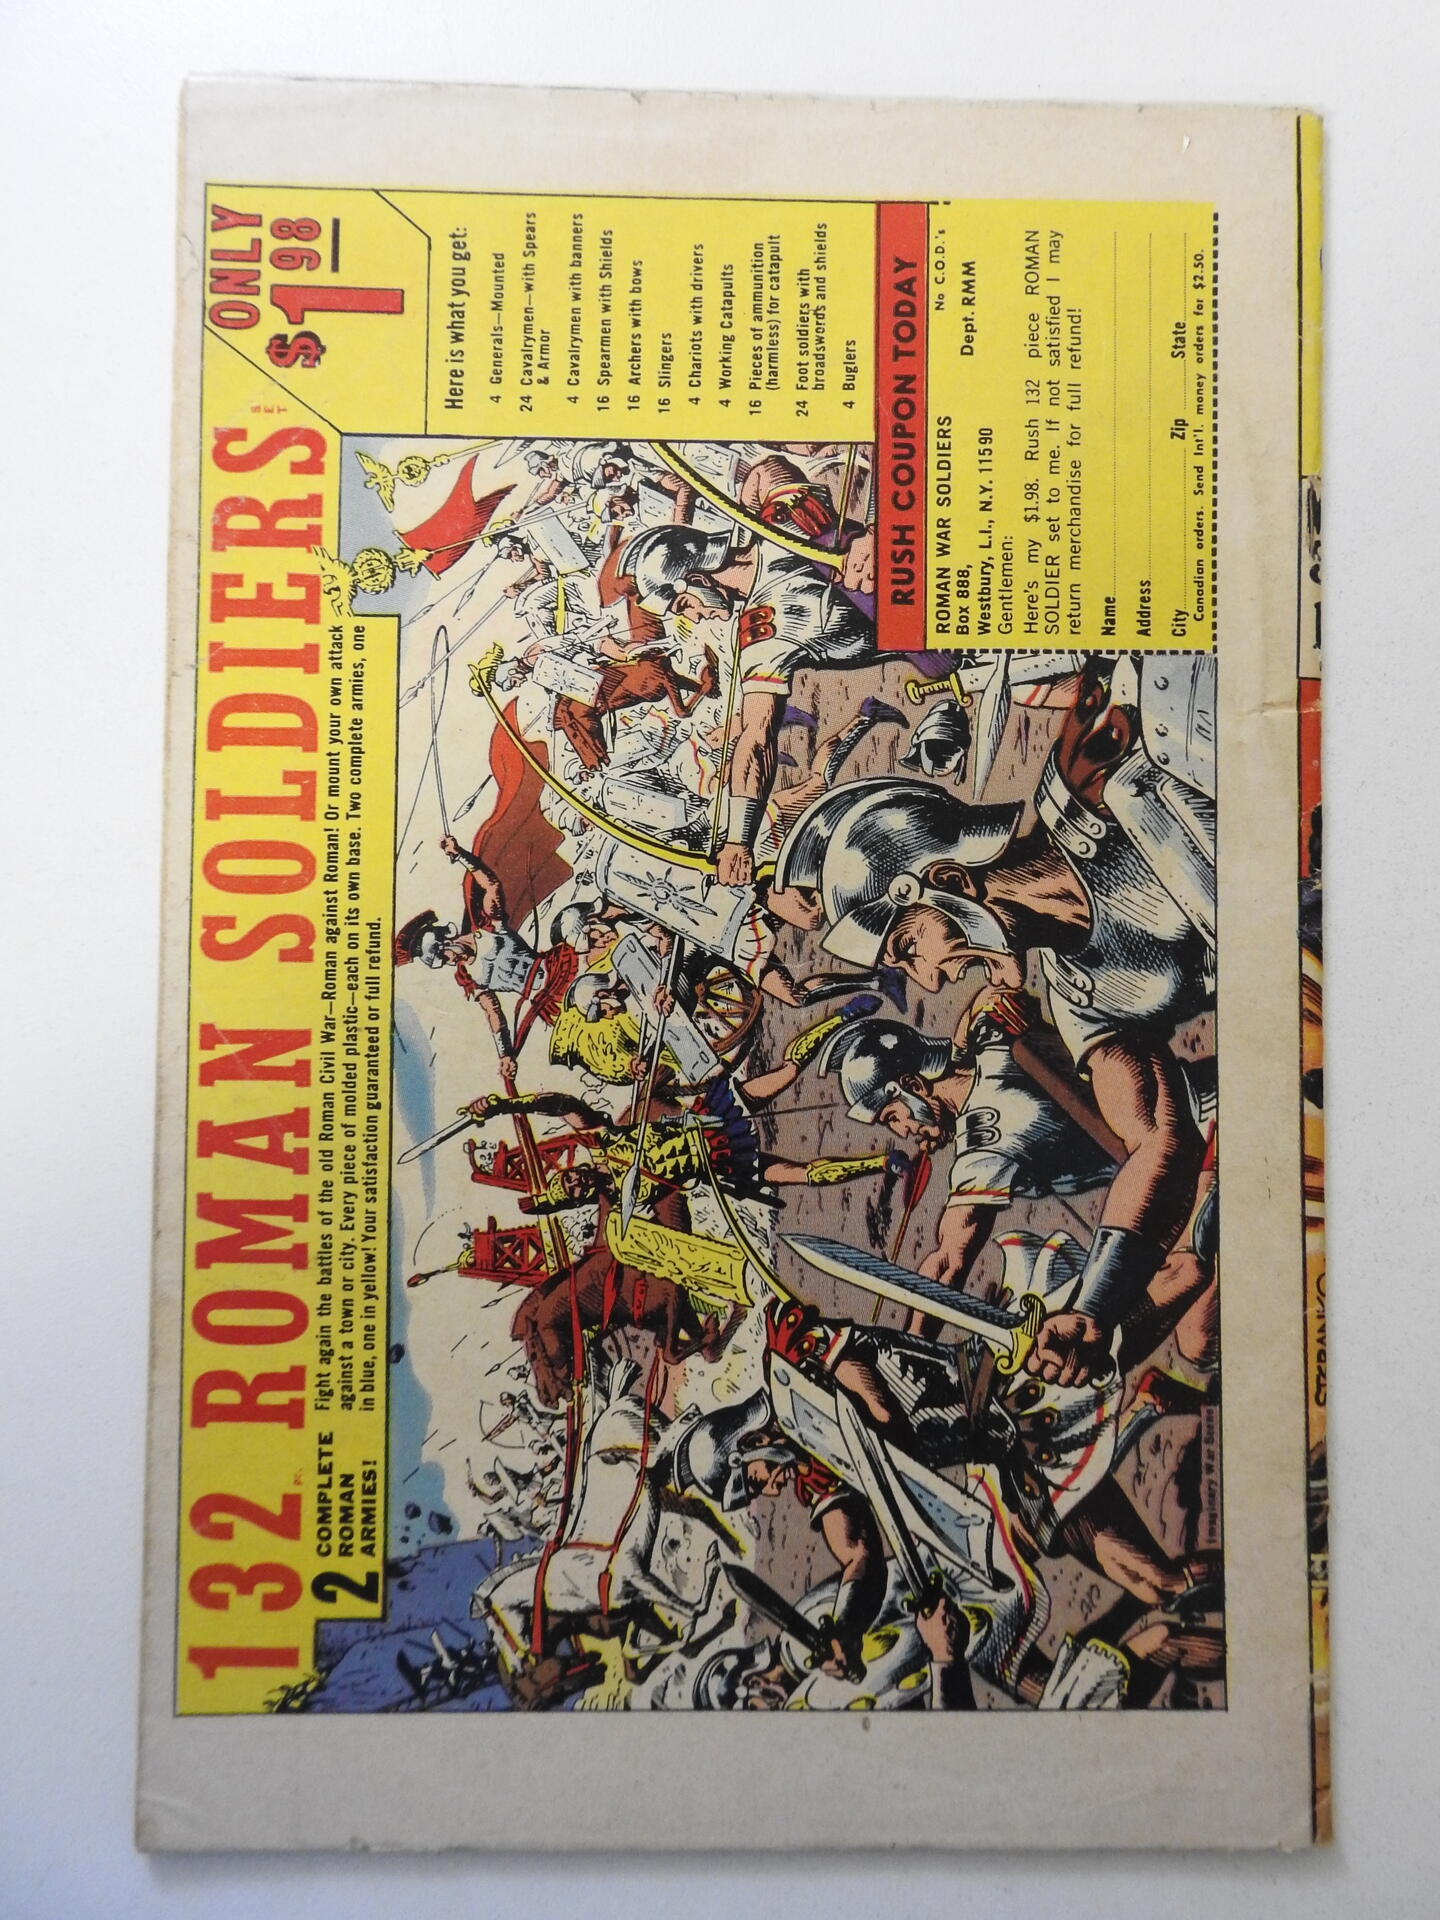 132 PC. ROMAN SOLDIERS SET
ONLY
$1.98
2 COMPLETE
ROMAN
ARMIES!
Fight again the battles of the old Roman Civil War—Roman against Roman! Or mount your own attack
against a town or city. Every piece of molded plastic—each on its own base. Two complete armies, one
in blue, one in yellow! Your satisfaction guaranteed or full refund.
Here is what you get:
4 Generals—Mounted
24 Cavalrymen—with Spears
& Armor
4 Cavalrymen with banners
16 Spearmen with Shields
16 Archers with bows
16 Slingers
4 Chariots with drivers
4 Working Catapults
16 Pieces of ammunition
(harmless) for catapult
24 Foot soldiers with
broadswords and shields
4 Buglers
RUSH COUPON TODAY
ROMAN WAR SOLDIERS No C.O.D.'s
Box 888, Dept. RMM
Westbury, L.I., N.Y. 11590
Gentlemen:
Here's my $1.98. Rush 132 piece ROMAN
SOLDIER set to me. If not satisfied I may
return merchandise for full refund!
Name
Address
City Zip State
Canadian orders. Send Int'l. money orders for $2.50.
Imaginary War Scene
STERANKO